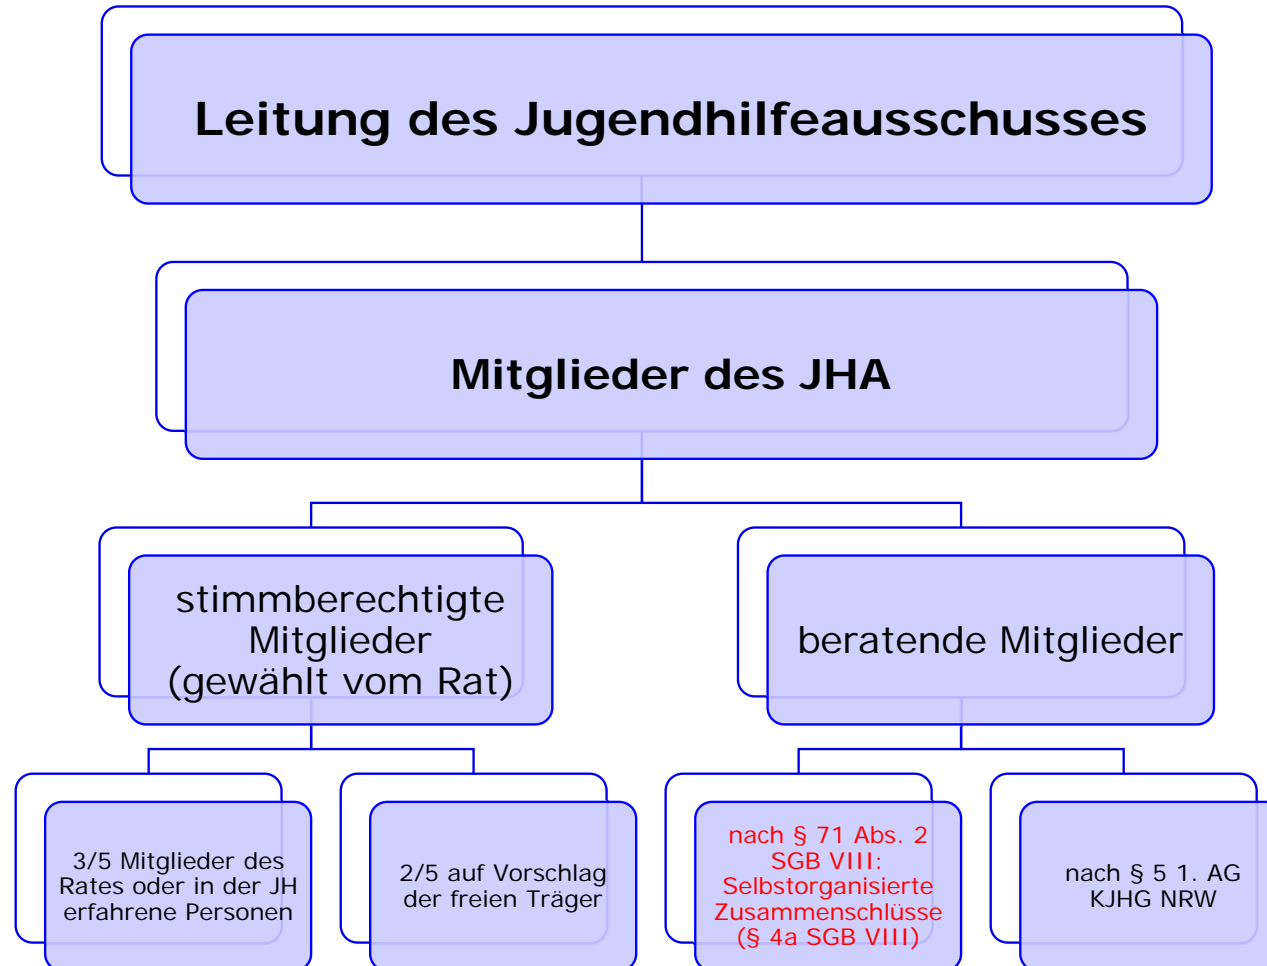 Leitung des Jugendhilfeausschusses
Mitglieder des JHA
stimmberechtigte
Mitglieder
(gewählt vom Rat)
beratende Mitglieder
3/5 Mitglieder des
Rates oder in der JH
erfahrene Personen
2/5 auf Vorschlag
der freien Träger
nach § 71 Abs. 2
SGB VIII:
Selbstorganisierte
Zusammenschlüsse
(§ 4a SGB VIII)
nach § 5 1. AG
KJHG NRW